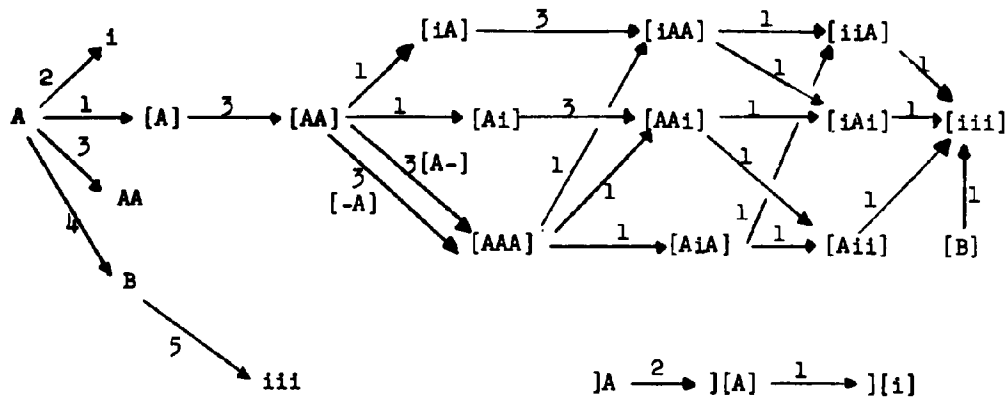 i [iA] 3 [iAA] 1 [iiA]
2 1 1 1
A 1 [A] 3 [AA] 1 [Ai] 3 [AAi] 1 [iAi] 1 [iii]
3 3 3[A-] 1 1 1 1 1
[-A]
AA
4 [AAA] 1 [AiA] 1 [Aii] [B]
B
5
iii ]A 2 ][A] 1 ][i]